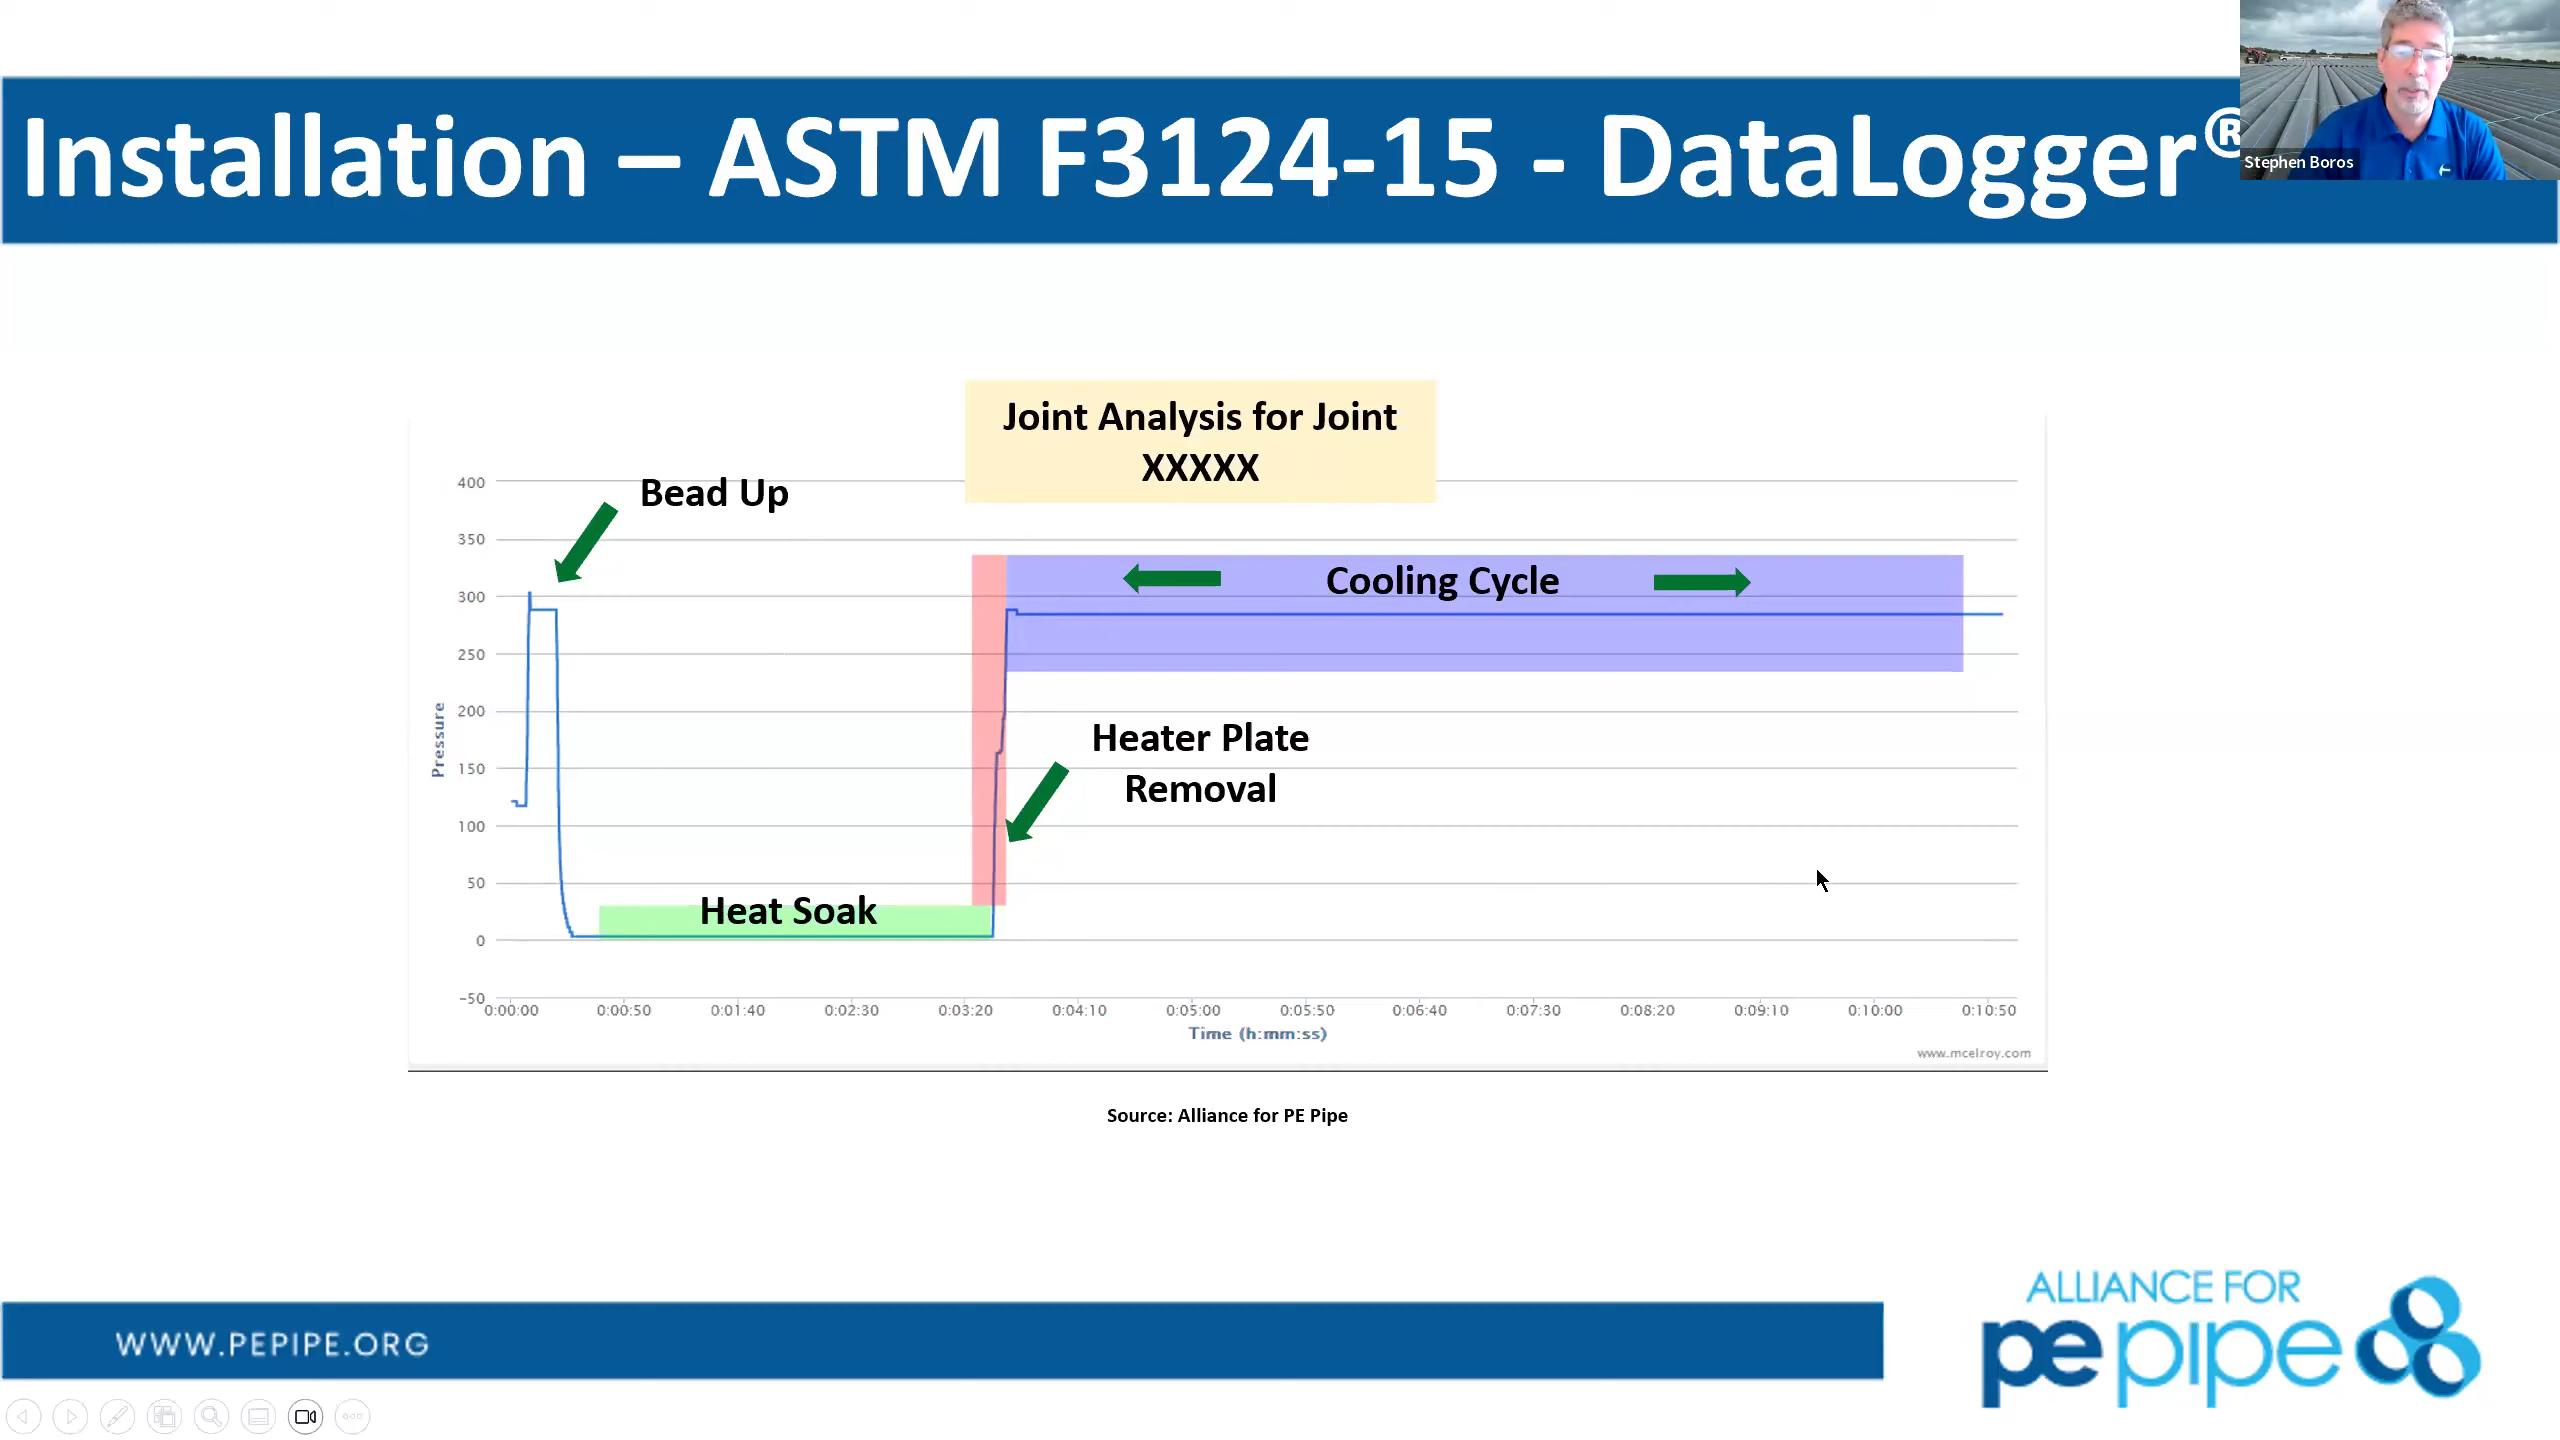 Installation – ASTM F3124-15 - DataLogger®
Stephen Boros
Joint Analysis for Joint
XXXXX
Bead Up
Cooling Cycle
Heater Plate
Removal
Heat Soak
Pressure
400
350
300
250
200
150
100
50
0
-50
0:00:00 0:00:50 0:01:40 0:02:30 0:03:20 0:04:10 0:05:00 0:05:50 0:06:40 0:07:30 0:08:20 0:09:10 0:10:00 0:10:50
Time (h:mm:ss)
www.mcelroy.com
Source: Alliance for PE Pipe
WWW.PEPIPE.ORG
ALLIANCE FOR
pepipe